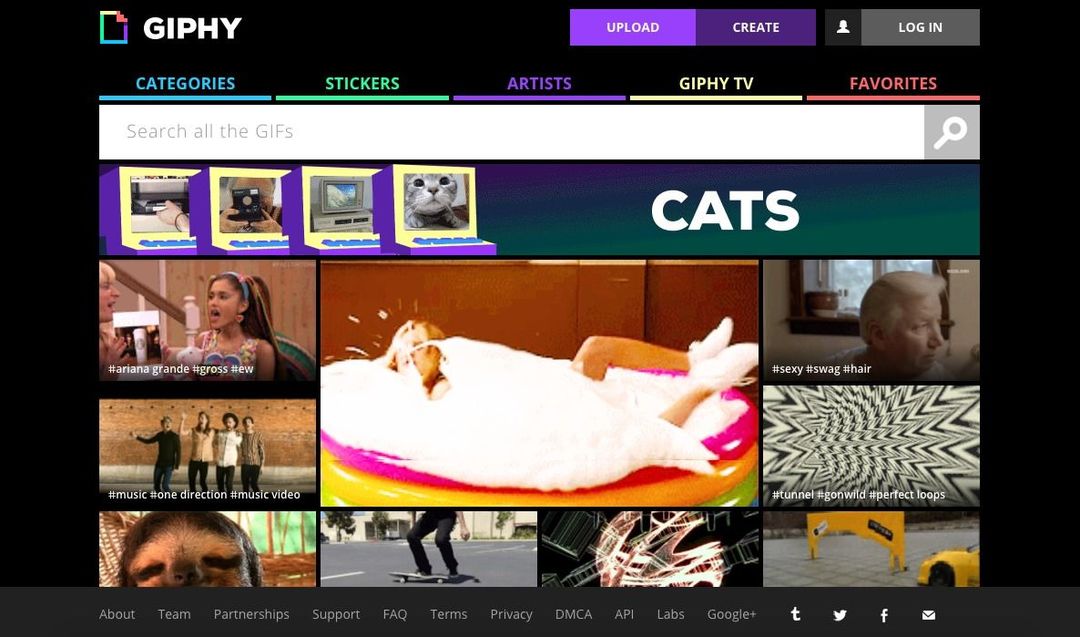 GIPHY
UPLOAD CREATE LOG IN
CATEGORIES STICKERS ARTISTS GIPHY TV FAVORITES
Search all the GIFs
CATS
#ariana grande #gross #ew
#sexy #swag #hair
#music #one direction #music video
#tunnel #gonwild #perfect loops
About Team Partnerships Support FAQ Terms Privacy DMCA API Labs Google+